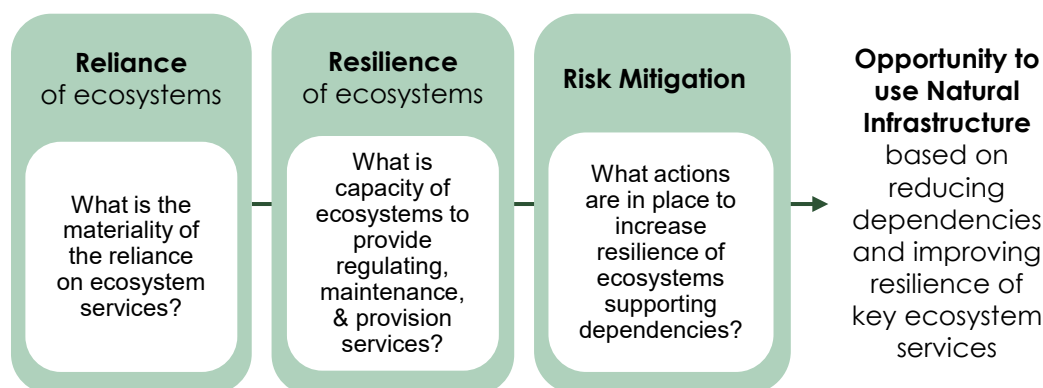 Reliance
of ecosystems
What is the
materiality of
the reliance
on ecosystem
services?
Resilience
of ecosystems
What is
capacity of
ecosystems to
provide
regulating,
maintenance,
& provision
services?
Risk Mitigation
What actions
are in place to
increase
resilience of
ecosystems
supporting
dependencies?
Opportunity to
use Natural
Infrastructure
based on
reducing
dependencies
and improving
resilience of
key ecosystem
services